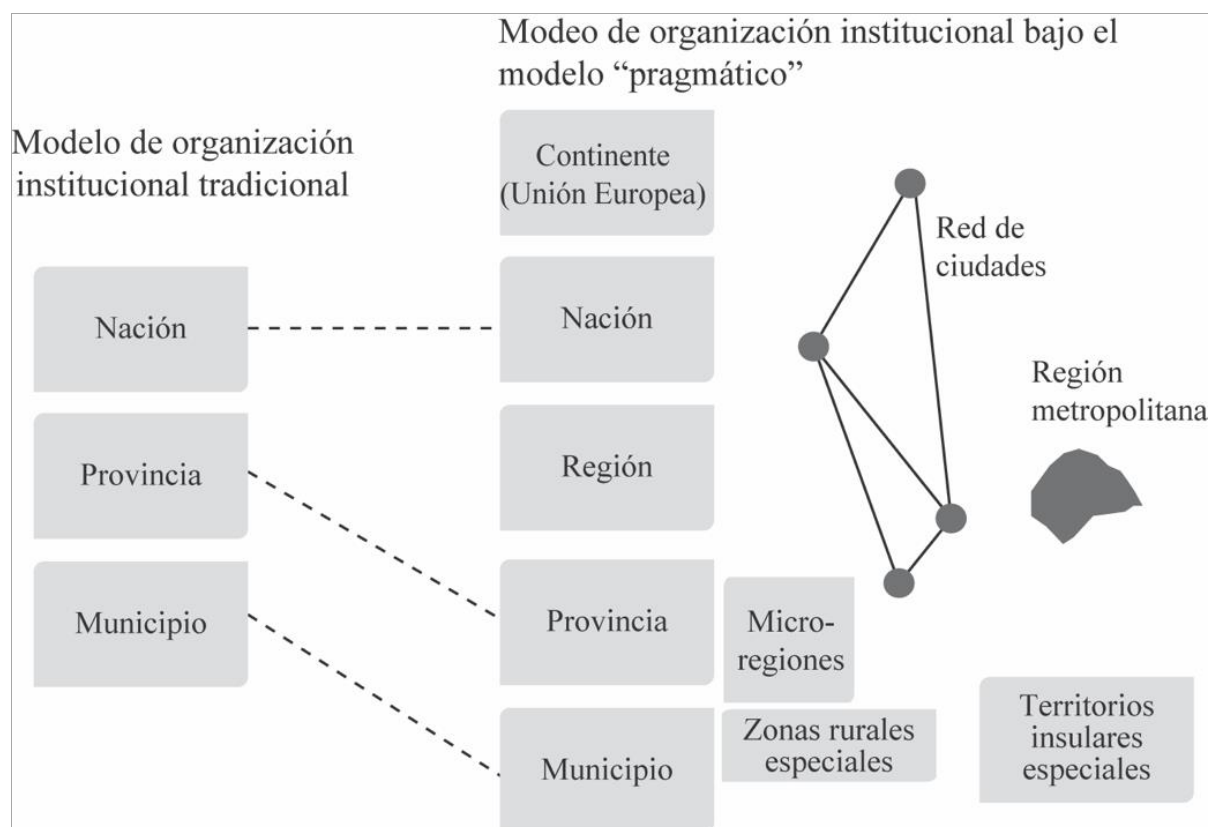 Modelo de organización
institucional tradicional
Nación
Provincia
Municipio
Modeo de organización institucional bajo el
modelo “pragmático”
Continente
(Unión Europea)
Nación
Región
Provincia
Municipio
Micro-
regiones
Zonas rurales
especiales
Red de
ciudades
Región
metropolitana
Territorios
insulares
especiales